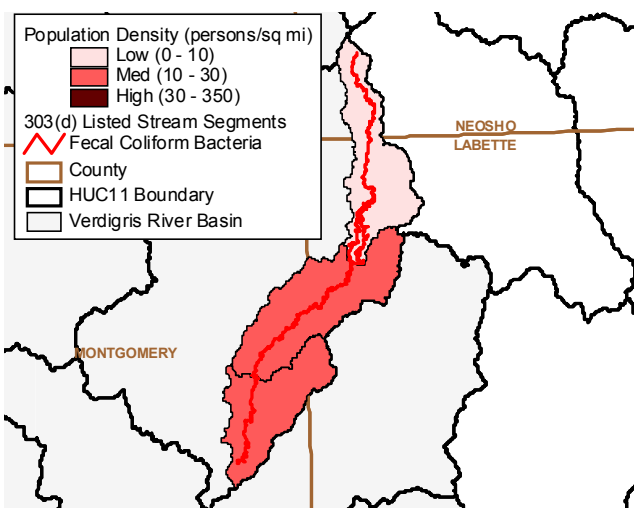 Population Density (persons/sq mi)
Low (0 - 10)
Med (10 - 30)
High (30 - 350)
303(d) Listed Stream Segments
Fecal Coliform Bacteria
County
HUC11 Boundary
Verdigris River Basin
NEOSHO
LABETTE
MONTGOMERY